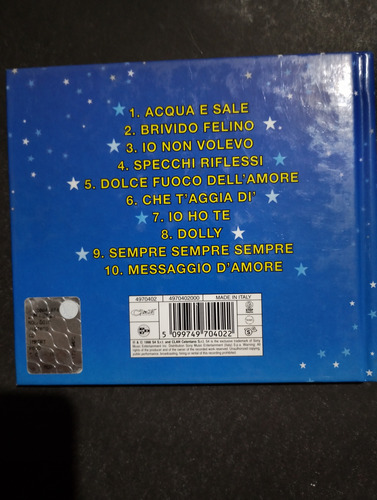 1. ACQUA E SALE
2. BRIVIDO FELINO
3. IO NON VOLEVO
4. SPECCHI RIFLESSI
5. DOLCE FUOCO DELL'AMORE
6. CHE T'AGGIA DI'
7. IO HO TE
8. DOLLY
9. SEMPRE SEMPRE SEMPRE
10. MESSAGGIO D'AMORE
4970402 4970402000 MADE IN ITALY
5 099749 704022